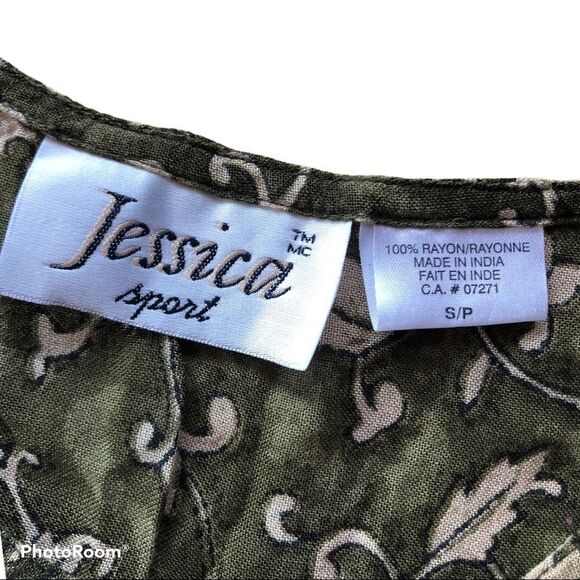 Jessica
TM
MC
sport
100% RAYON/RAYONNE
MADE IN INDIA
FAIT EN INDE
C.A. # 07271
S/P
PhotoRoom